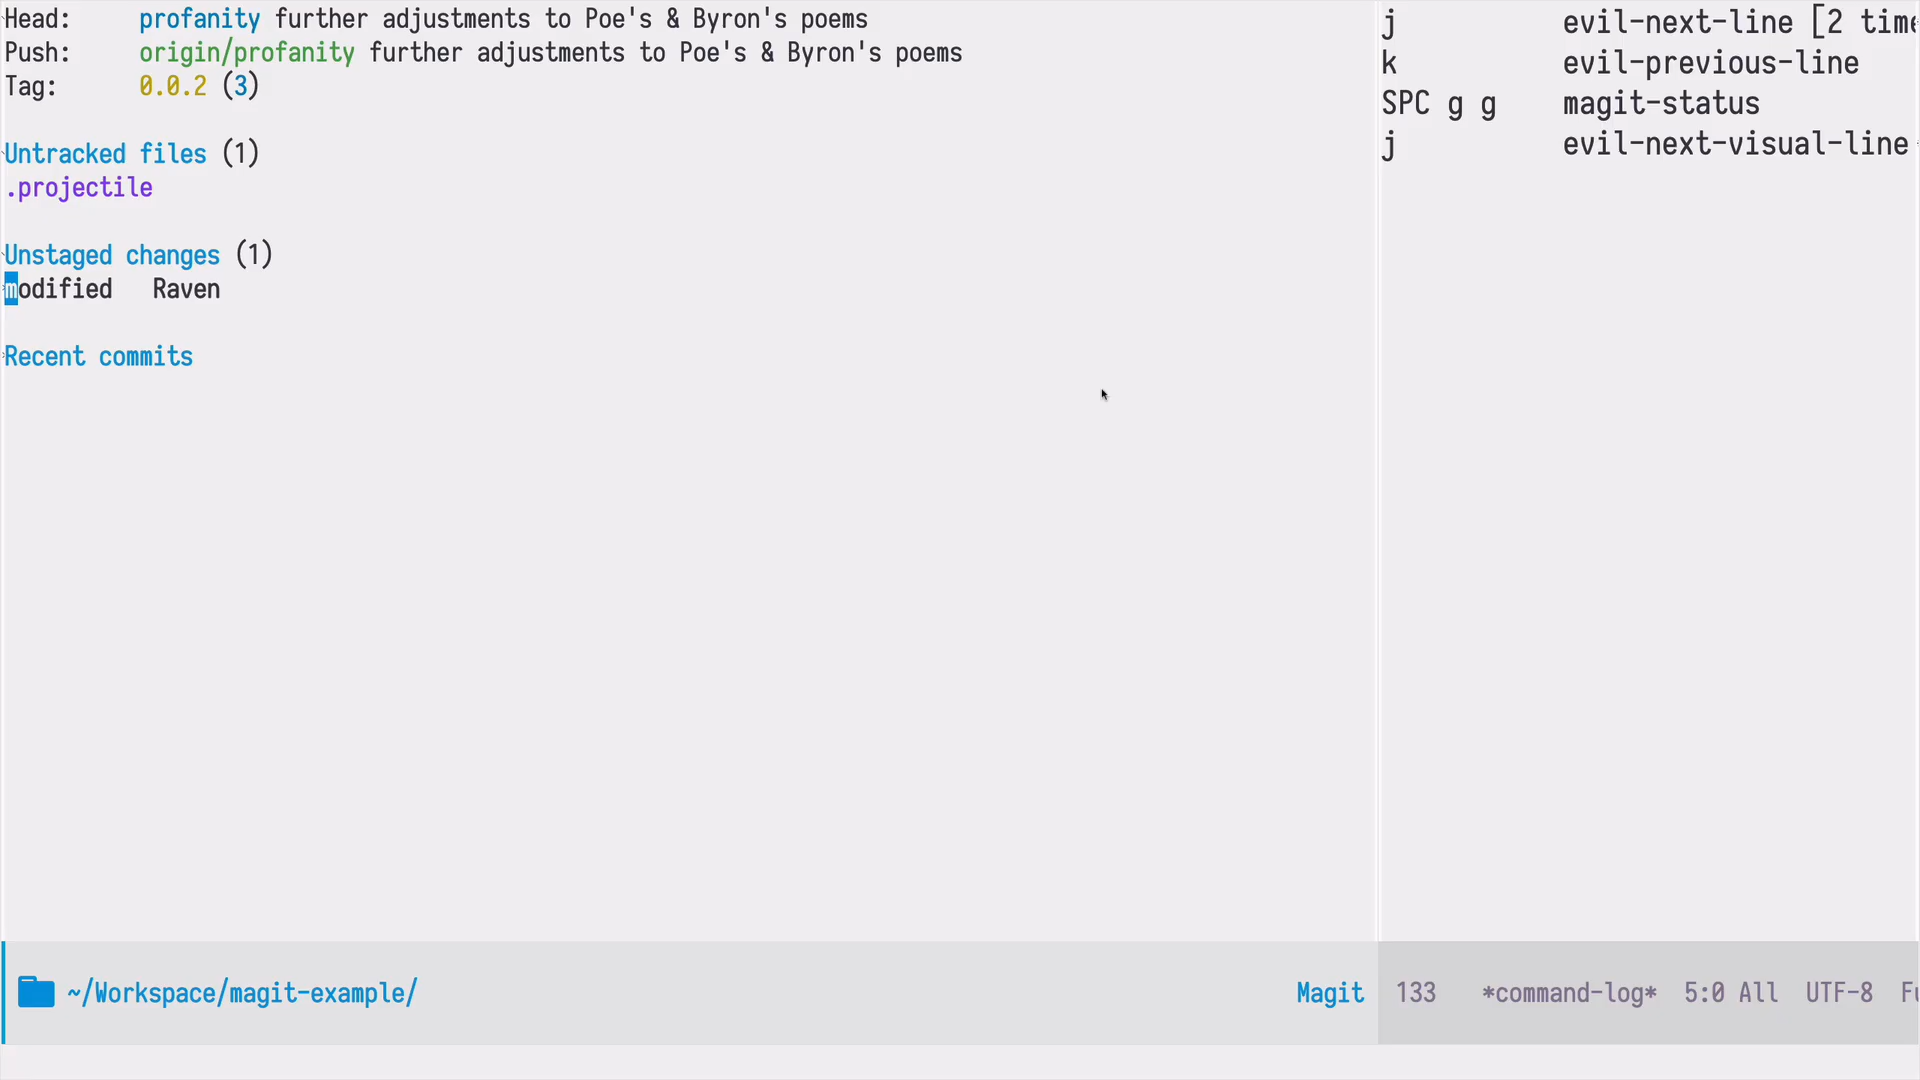 Head: profanity further adjustments to Poe's & Byron's poems
Push: origin/profanity further adjustments to Poe's & Byron's poems
Tag: 0.0.2 (3)
Untracked files (1)
.projectile
Unstaged changes (1)
modified Raven
Recent commits
~/Workspace/magit-example/ Magit
j evil-next-line [2
k evil-previous-line
SPC g g magit-status
j evil-next-visual-line
133 *command-log* 5:0 All UTF-8